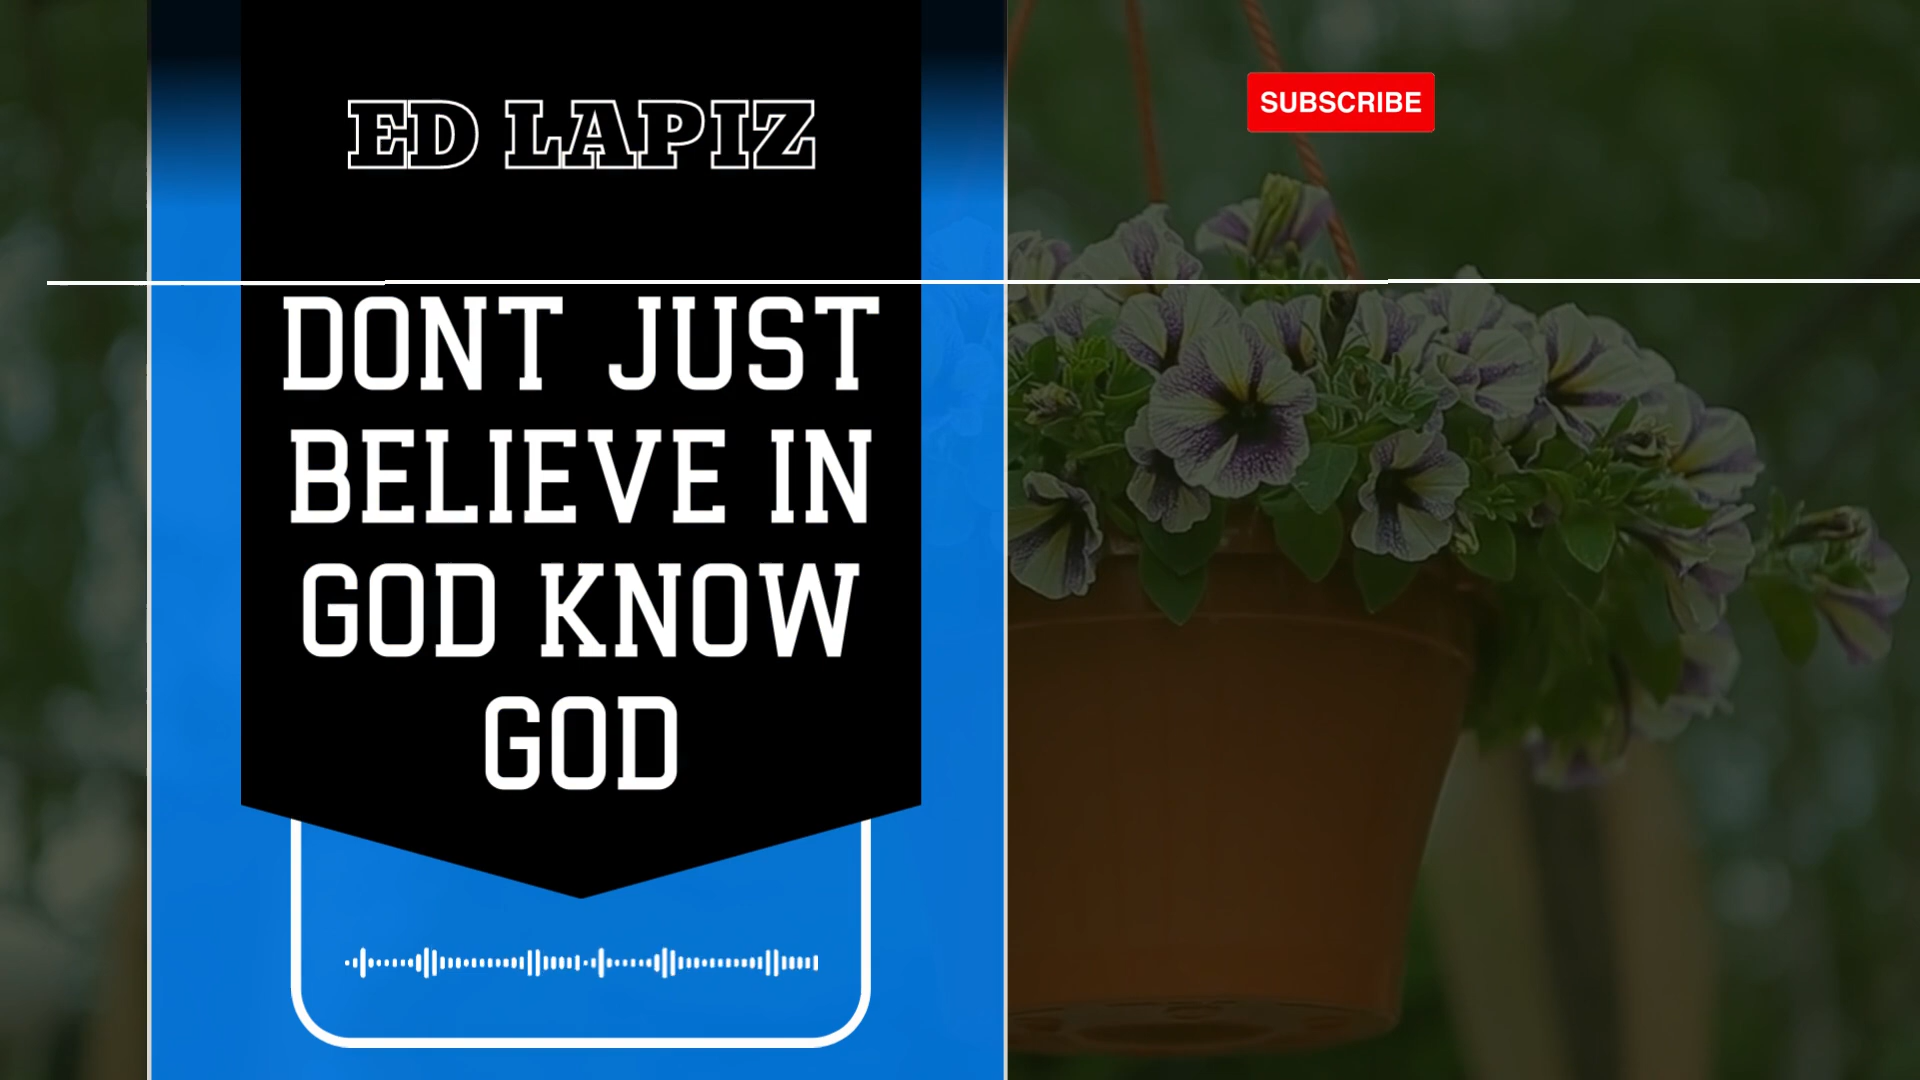 ED LAPIZ
SUBSCRIBE
DONT JUST
BELIEVE IN
GOD KNOW
GOD